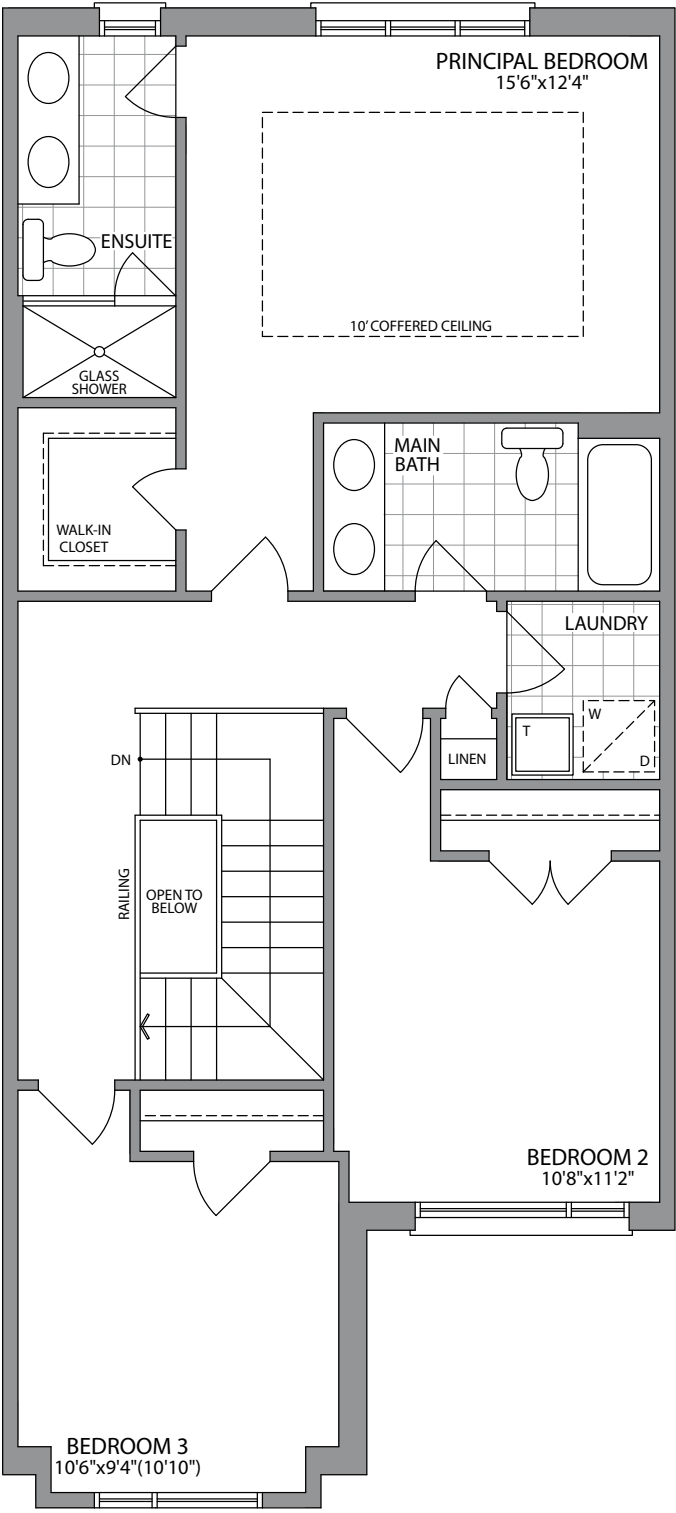 PRINCIPAL BEDROOM
15'6"x12'4"
ENSUITE
10' COFFERED CEILING
GLASS
SHOWER
MAIN
BATH
WALK-IN
CLOSET
LAUNDRY
W
T
D
DN
LINEN
RAILING
OPEN TO
BELOW
BEDROOM 2
10'8"x11'2"
BEDROOM 3
10'6"x9'4"(10'10")